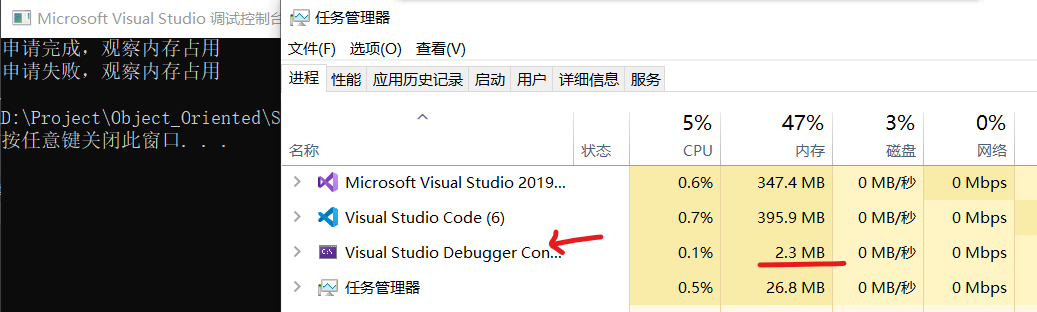 Microsoft Visual Studio 调试控制台
申请完成，观察内存占用
申请失败，观察内存占用
D:\Project\Object_Oriented\S
按任意键关闭此窗口. . .
任务管理器
文件(F) 选项(O) 查看(V)
进程 性能 应用历史记录 启动 用户 详细信息 服务
5% 47% 3% 0%
名称 状态 CPU 内存 磁盘 网络
Microsoft Visual Studio 2019... 0.6% 347.4 MB 0 MB/秒 0 Mbps
Visual Studio Code (6) 0.7% 395.9 MB 0 MB/秒 0 Mbps
Visual Studio Debugger Con... 0.1% 2.3 MB 0 MB/秒 0 Mbps
任务管理器 0.5% 26.8 MB 0 MB/秒 0 Mbps